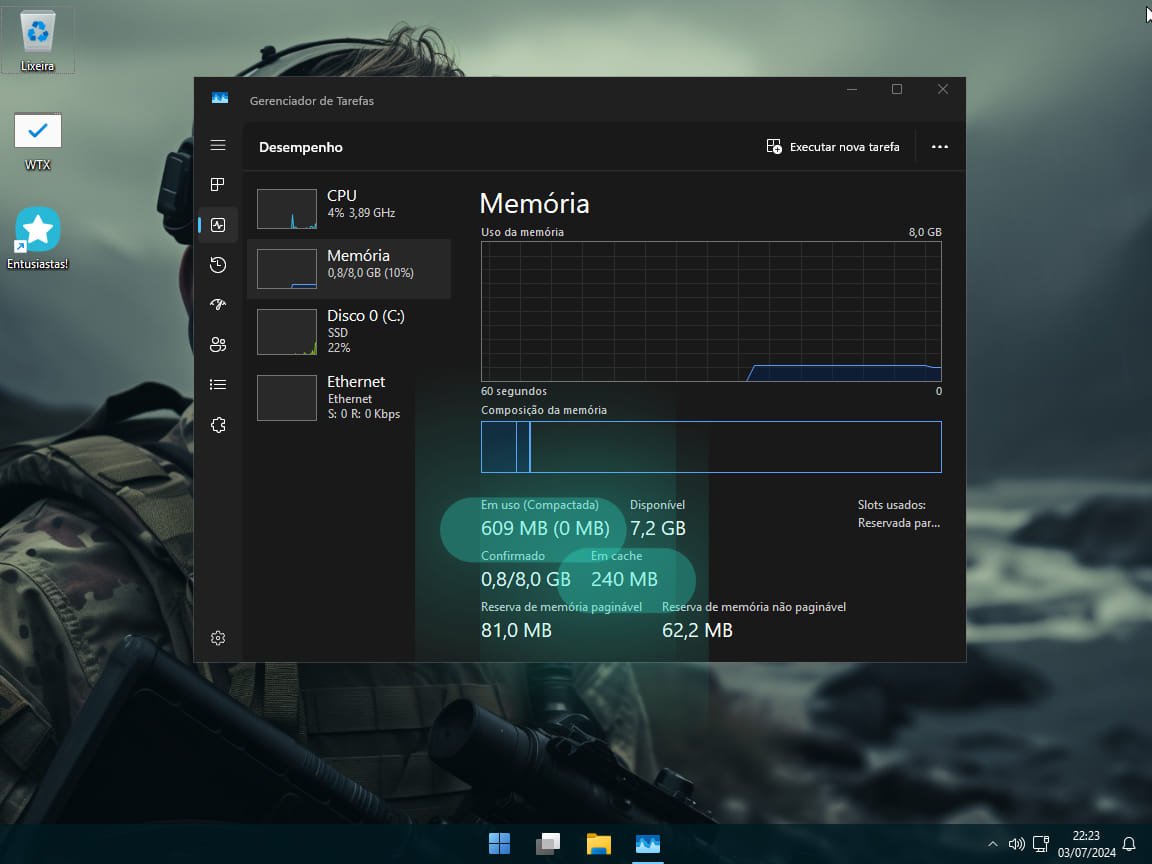 Lixeira
WTX
Entusiastas!
Gerenciador de Tarefas
Desempenho
Executar nova tarefa
CPU
4% 3,89 GHz
Memória
0,8/8,0 GB (10%)
Disco 0 (C:)
SSD
22%
Ethernet
Ethernet
S: 0 R: 0 Kbps
Memória
Uso da memória 8,0 GB
60 segundos 0
Composição da memória
Em uso (Compactada) Disponível Slots usados:
609 MB (0 MB) 7,2 GB Reservada par...
Confirmado Em cache
0,8/8,0 GB 240 MB
Reserva de memória paginável Reserva de memória não paginável
81,0 MB 62,2 MB
22:23
03/07/2024